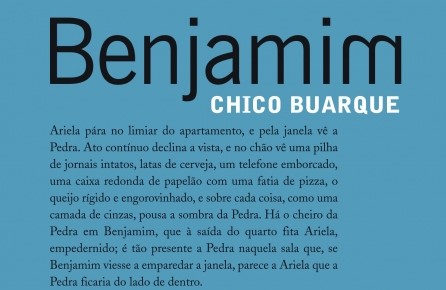 Benjamim
CHICO BUARQUE
Ariela pára no limiar do apartamento, e pela janela vê a
Pedra. Ato contínuo declina a vista, e no chão vê uma pilha
de jornais intatos, latas de cerveja, um telefone emborcado,
uma caixa redonda de papelão com uma fatia de pizza, o
queijo rígido e engorovinhado, e sobre cada coisa, como uma
camada de cinzas, pousa a sombra da Pedra. Há o cheiro da
Pedra em Benjamim, que à saída do quarto fita Ariela,
empedernido; é tão presente a Pedra naquela sala que, se
Benjamim viesse a emparedar a janela, parece a Ariela que a
Pedra ficaria do lado de dentro.